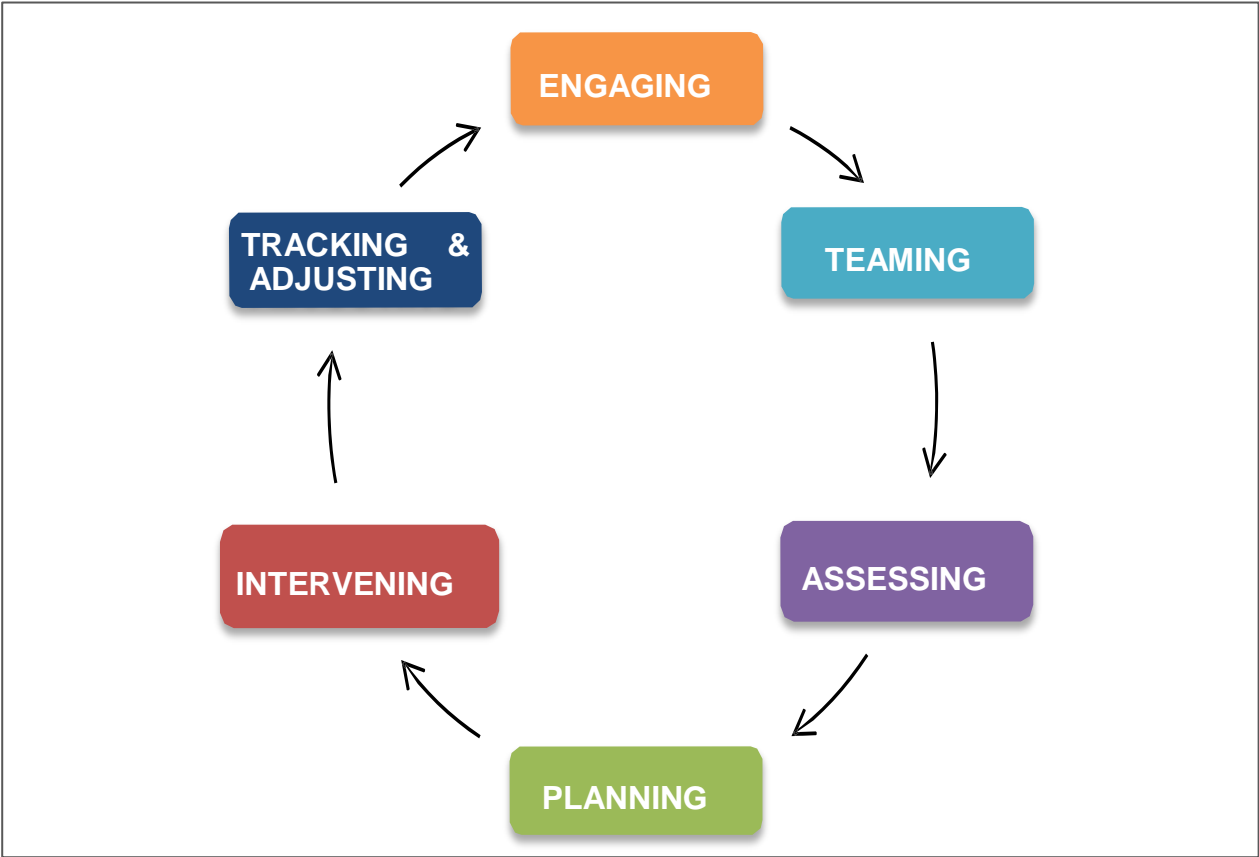 ENGAGING
TEAMING
ASSESSING
PLANNING
INTERVENING
TRACKING &
ADJUSTING